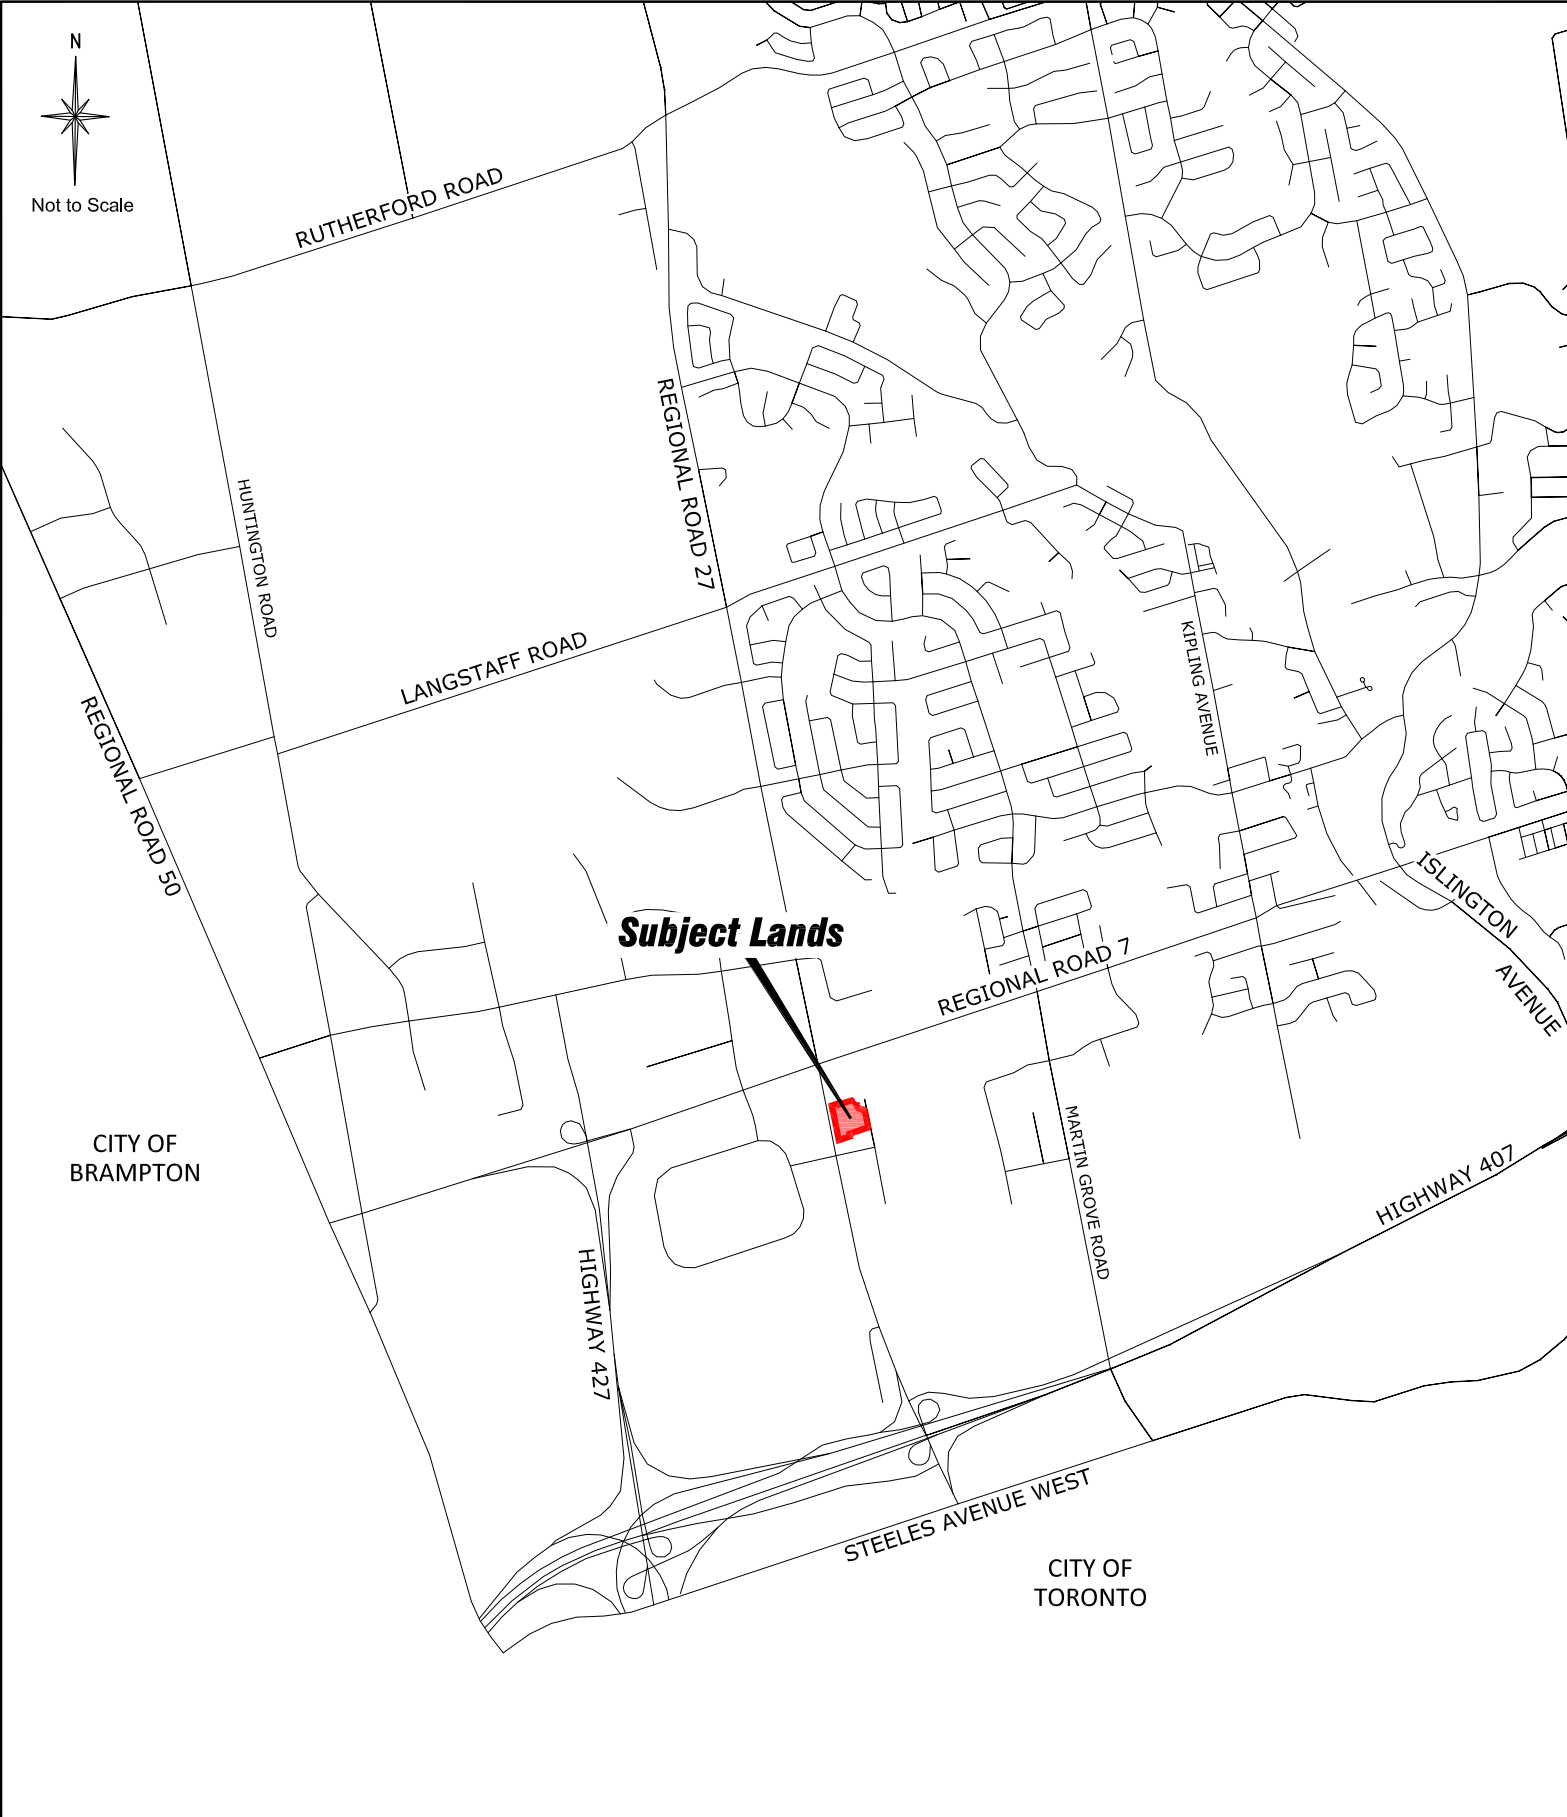 N
Not to Scale
RUTHERFORD ROAD
REGIONAL ROAD 27
HUNTINGTON ROAD
LANGSTAFF ROAD
KIPLING AVENUE
REGIONAL ROAD 50
ISLINGTON
AVENUE
Subject Lands
REGIONAL ROAD 7
CITY OF
BRAMPTON
MARTIN GROVE ROAD
HIGHWAY 407
HIGHWAY 427
STEELES AVENUE WEST
CITY OF
TORONTO